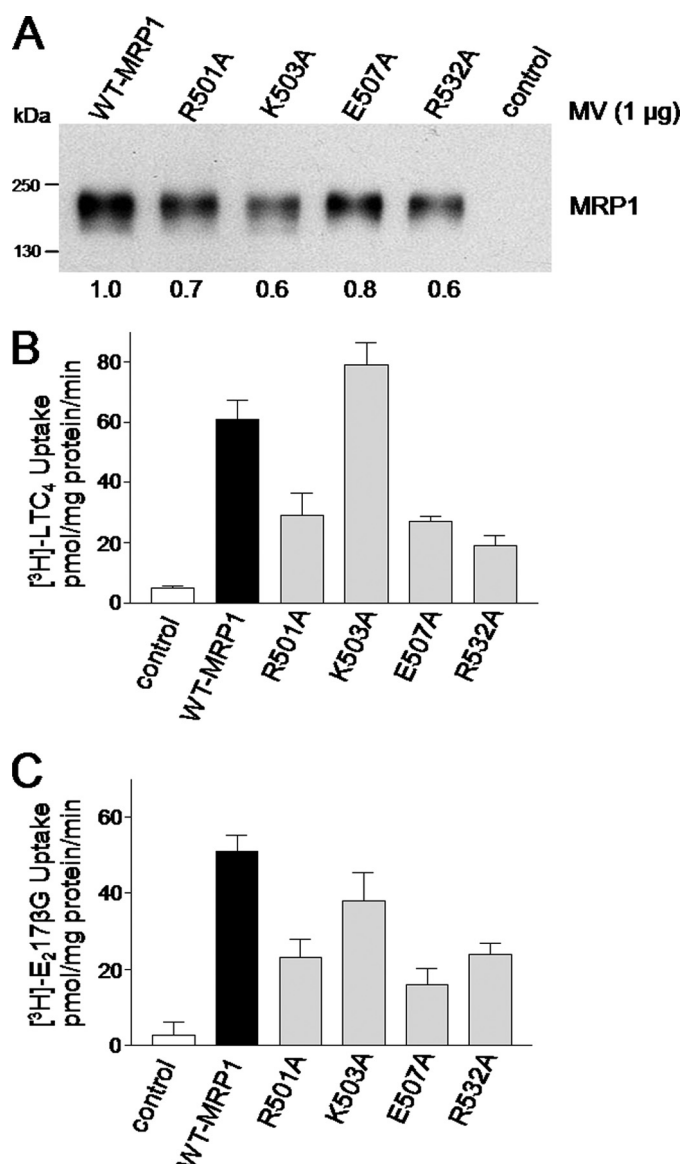 A
WT-MRP1 R501A K503A E507A R532A control
kDa
MV (1 µg)
250
MRP1
130
1.0 0.7 0.6 0.8 0.6
B
[³H]-LTC₄ Uptake
pmol/mg protein/min
80
60
40
20
0
control WT-MRP1 R501A K503A E507A R532A
C
[³H]-E₂17βG Uptake
pmol/mg protein/min
60
40
20
0
control WT-MRP1 R501A K503A E507A R532A